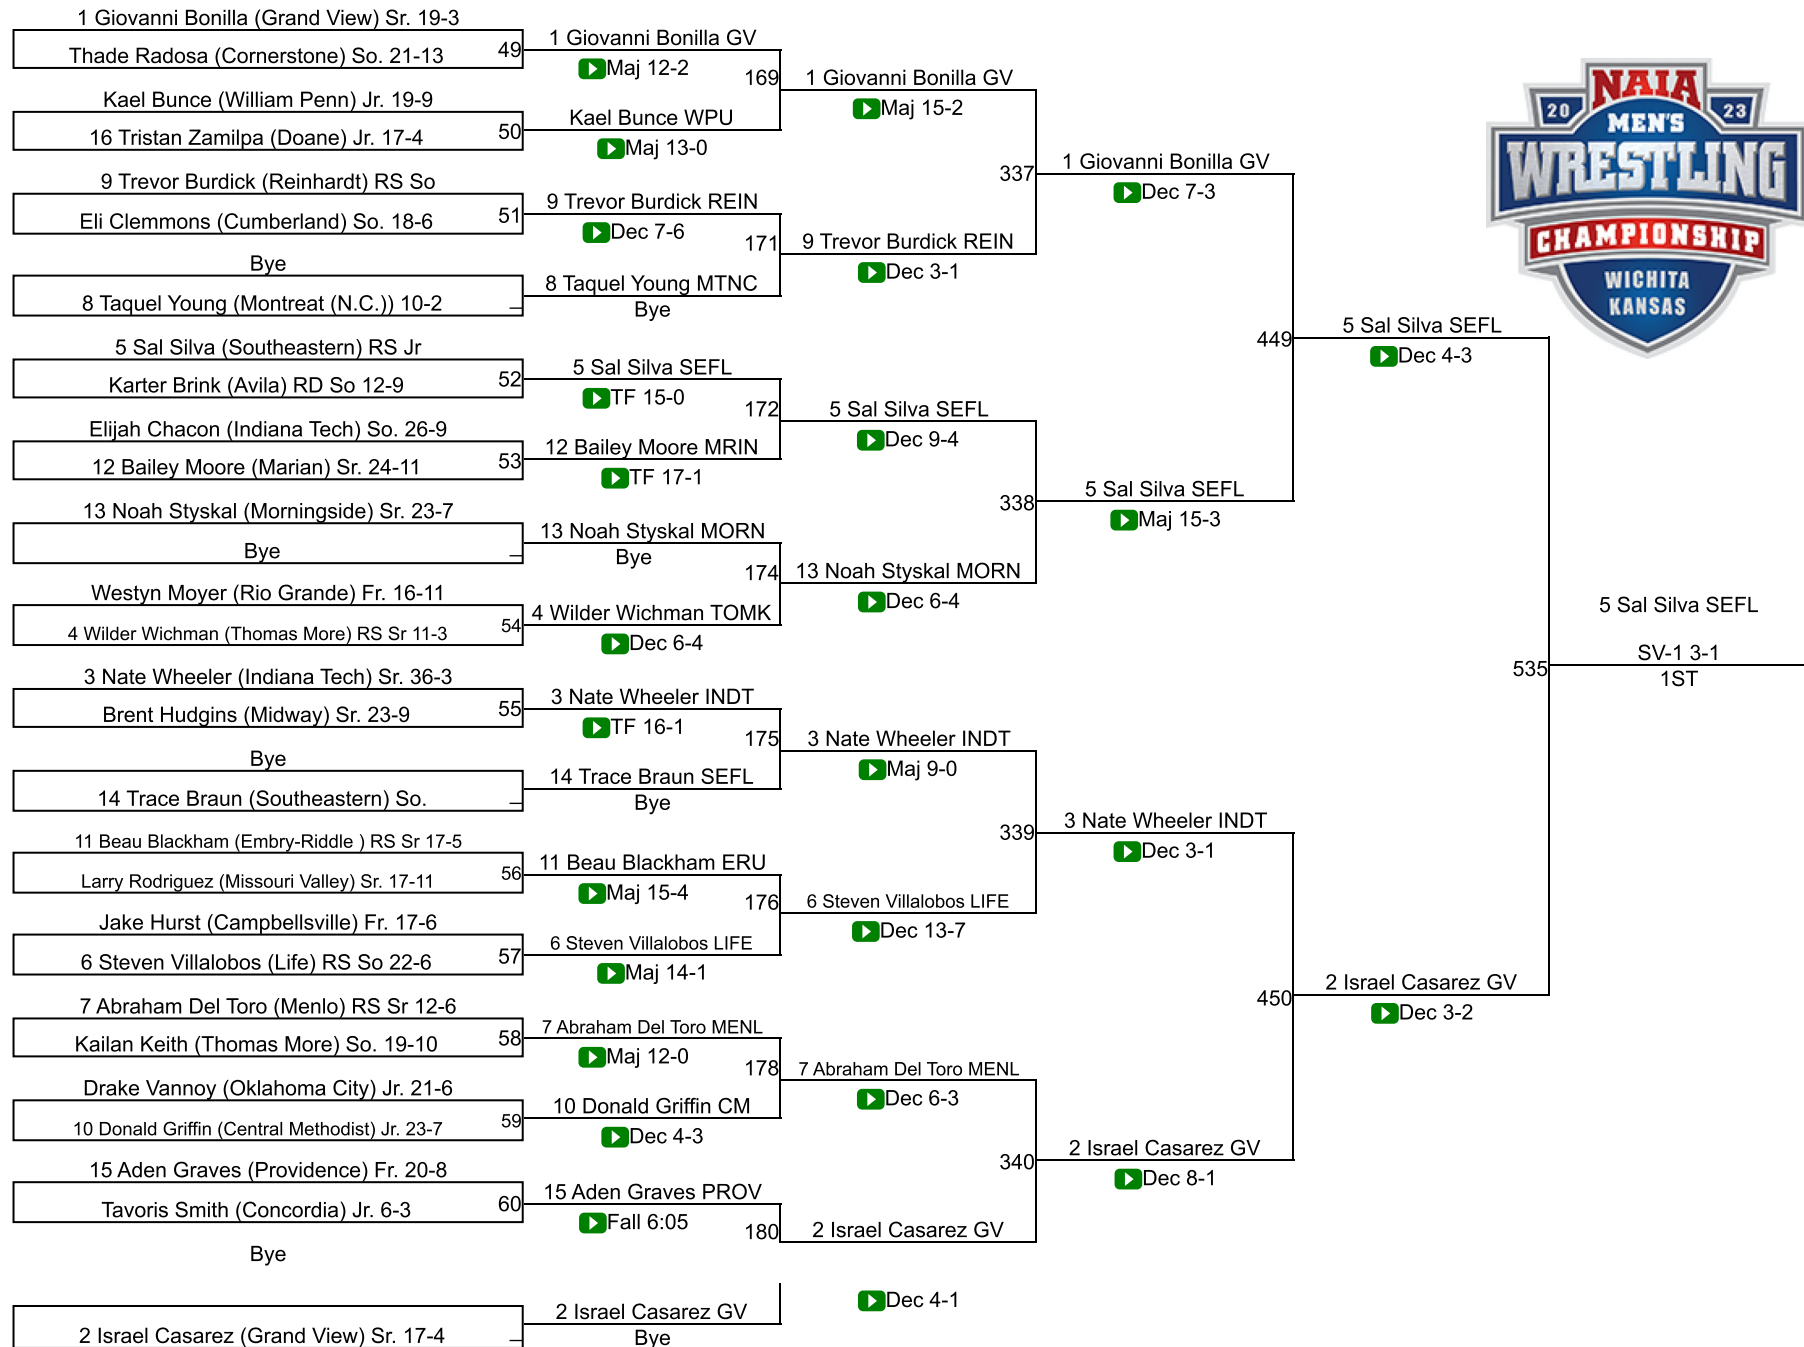 1 Giovanni Bonilla (Grand View) Sr. 19-3
Thade Radosa (Cornerstone) So. 21-13
49
1 Giovanni Bonilla GV
Maj 12-2
Kael Bunce (William Penn) Jr. 19-9
16 Tristan Zamilpa (Doane) Jr. 17-4
50
Kael Bunce WPU
Maj 13-0
169
1 Giovanni Bonilla GV
Maj 15-2
9 Trevor Burdick (Reinhardt) RS So
Eli Clemmons (Cumberland) So. 18-6
51
9 Trevor Burdick REIN
Dec 7-6
Bye
8 Taquel Young (Montreat (N.C.)) 10-2
8 Taquel Young MTNC
Bye
171
9 Trevor Burdick REIN
Dec 3-1
337
1 Giovanni Bonilla GV
Dec 7-3
5 Sal Silva (Southeastern) RS Jr
Karter Brink (Avila) RD So 12-9
52
5 Sal Silva SEFL
TF 15-0
Elijah Chacon (Indiana Tech) So. 26-9
12 Bailey Moore (Marian) Sr. 24-11
53
12 Bailey Moore MRIN
TF 17-1
172
5 Sal Silva SEFL
Dec 9-4
13 Noah Styskal (Morningside) Sr. 23-7
Bye
13 Noah Styskal MORN
Bye
Westyn Moyer (Rio Grande) Fr. 16-11
4 Wilder Wichman (Thomas More) RS Sr 11-3
54
4 Wilder Wichman TOMK
Dec 6-4
174
13 Noah Styskal MORN
Dec 6-4
338
5 Sal Silva SEFL
Maj 15-3
449
5 Sal Silva SEFL
Dec 4-3
3 Nate Wheeler (Indiana Tech) Sr. 36-3
Brent Hudgins (Midway) Sr. 23-9
55
3 Nate Wheeler INDT
TF 16-1
Bye
14 Trace Braun (Southeastern) So.
14 Trace Braun SEFL
Bye
175
3 Nate Wheeler INDT
Maj 9-0
11 Beau Blackham (Embry-Riddle ) RS Sr 17-5
Larry Rodriguez (Missouri Valley) Sr. 17-11
56
11 Beau Blackham ERU
Maj 15-4
Jake Hurst (Campbellsville) Fr. 17-6
6 Steven Villalobos (Life) RS So 22-6
57
6 Steven Villalobos LIFE
Maj 14-1
176
6 Steven Villalobos LIFE
Dec 13-7
339
3 Nate Wheeler INDT
Dec 3-1
7 Abraham Del Toro (Menlo) RS Sr 12-6
Kailan Keith (Thomas More) So. 19-10
58
7 Abraham Del Toro MENL
Maj 12-0
Drake Vannoy (Oklahoma City) Jr. 21-6
10 Donald Griffin (Central Methodist) Jr. 23-7
59
10 Donald Griffin CM
Dec 4-3
178
7 Abraham Del Toro MENL
Dec 6-3
15 Aden Graves (Providence) Fr. 20-8
Tavoris Smith (Concordia) Jr. 6-3
60
15 Aden Graves PROV
Fall 6:05
Bye
2 Israel Casarez (Grand View) Sr. 17-4
2 Israel Casarez GV
Bye
180
2 Israel Casarez GV
Dec 4-1
340
2 Israel Casarez GV
Dec 8-1
450
2 Israel Casarez GV
Dec 3-2
535
5 Sal Silva SEFL
SV-1 3-1
1ST
NAIA
20 23
MEN'S
WRESTLING
CHAMPIONSHIP
WICHITA
KANSAS